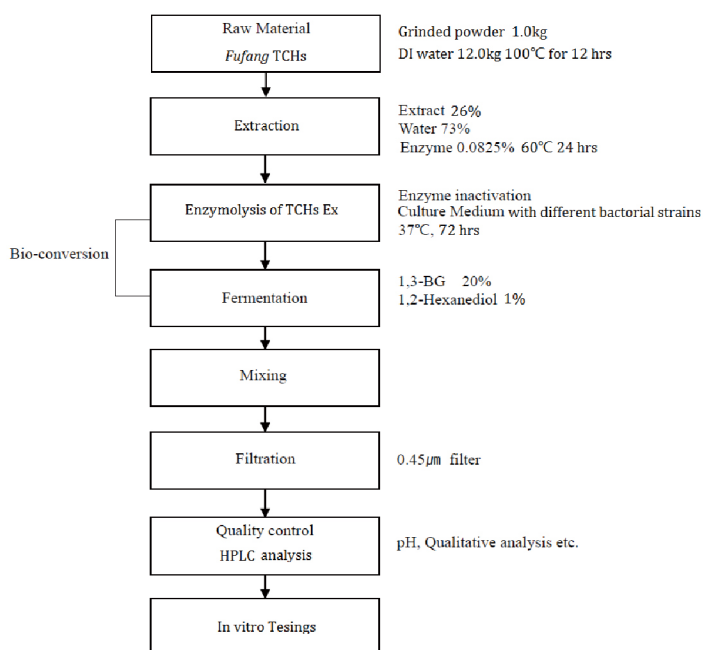 Raw Material
Fufang TCHs
Grinded powder 1.0kg
DI water 12.0kg 100℃ for 12 hrs
Extraction
Extract 26%
Water 73%
Enzyme 0.0825% 60℃ 24 hrs
Enzymolysis of TCHs Ex
Enzyme inactivation
Culture Medium with different bactorial strains
37℃, 72 hrs
Bio-conversion
Fermentation
1,3-BG 20%
1,2-Hexanediol 1%
Mixing
Filtration
0.45㎛ filter
Quality control
HPLC analysis
pH, Qualitative analysis etc.
In vitro Tesings